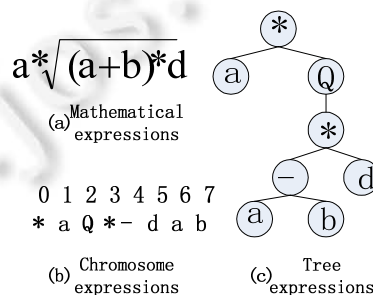 a*√(a+b)*d
(a) Mathematical
expressions
0 1 2 3 4 5 6 7
* a Q * - d a b
(b) Chromosome
expressions
*
a Q
*
- d
a b
(c) Tree
expressions